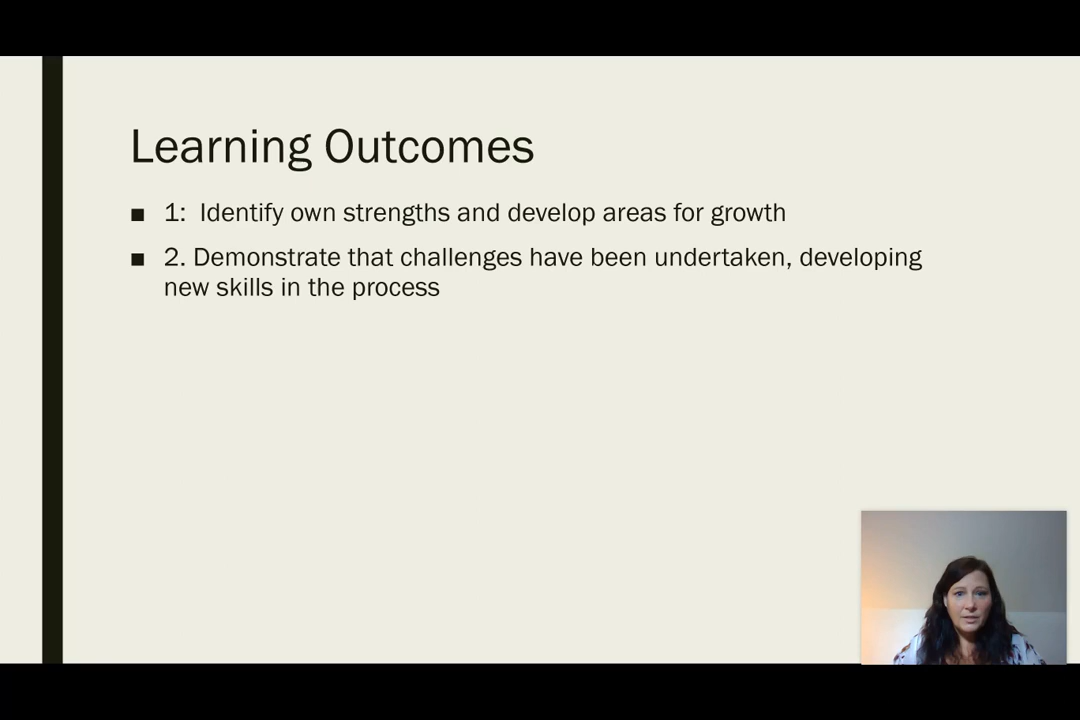 Learning Outcomes
■ 1:  Identify own strengths and develop areas for growth
■ 2. Demonstrate that challenges have been undertaken, developing
new skills in the process